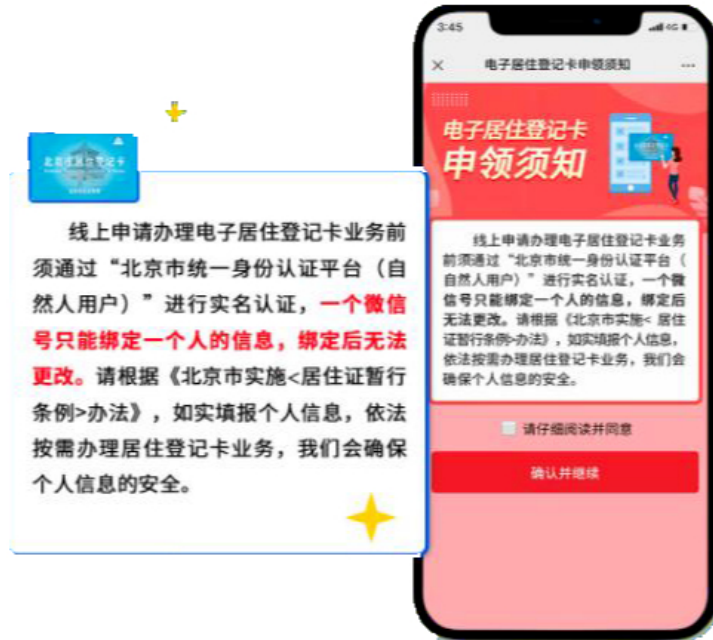 北京市居住登记卡
线上申请办理电子居住登记卡业务前
须通过“北京市统一身份认证平台（自
然人用户）”进行实名认证，一个微信
号只能绑定一个人的信息，绑定后无法
更改。请根据《北京市实施<居住证暂行
条例>办法》，如实填报个人信息，依法
按需办理居住登记卡业务，我们会确保
个人信息的安全。
3:45
4G
电子居住登记卡申领须知
电子居住登记卡
申领须知
线上申请办理电子居住登记卡业务
前须通过“北京市统一身份认证平台（
自然人用户）”进行实名认证，一个微
信号只能绑定一个人的信息，绑定后
无法更改。请根据《北京市实施< 居住
证暂行条例>办法》，如实填报个人信息，
依法按需办理居住登记卡业务，我们会
确保个人信息的安全。
请仔细阅读并同意
确认并继续